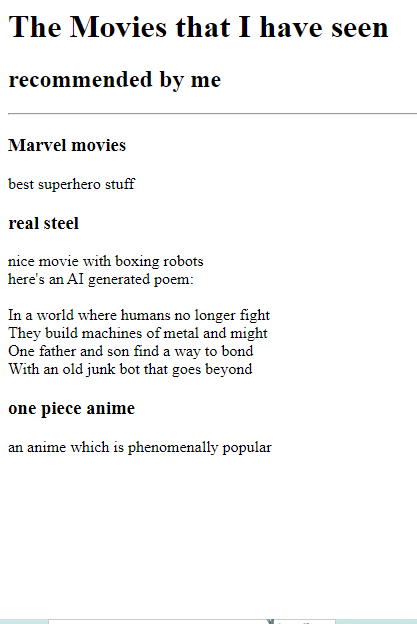 The Movies that I have seen
recommended by me
Marvel movies
best superhero stuff
real steel
nice movie with boxing robots
here's an AI generated poem:
In a world where humans no longer fight
They build machines of metal and might
One father and son find a way to bond
With an old junk bot that goes beyond
one piece anime
an anime which is phenomenally popular